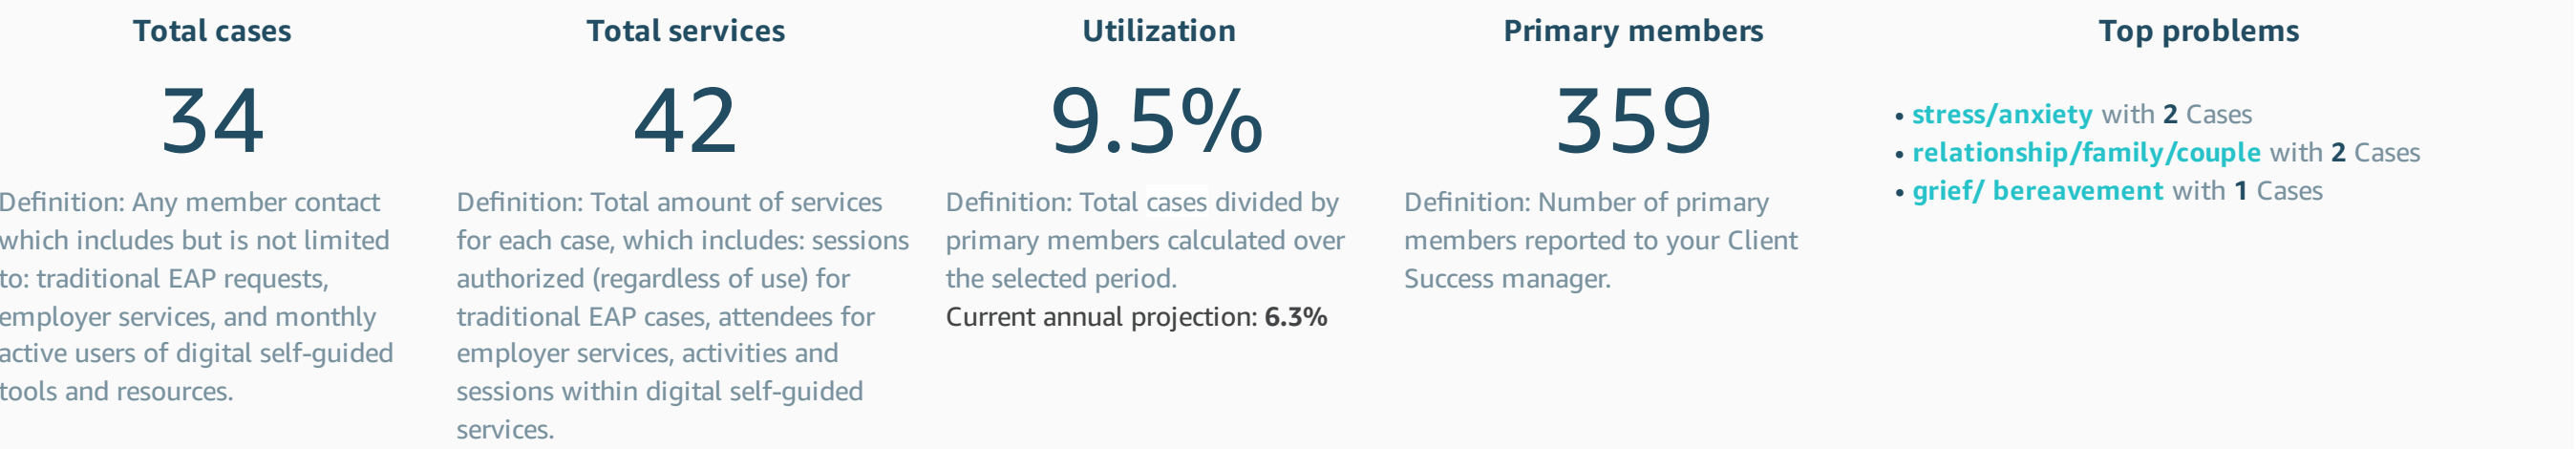 Total cases
34
Definition: Any member contact
which includes but is not limited
to: traditional EAP requests,
employer services, and monthly
active users of digital self-guided
tools and resources.
Total services
42
Definition: Total amount of services
for each case, which includes: sessions
authorized (regardless of use) for
traditional EAP cases, attendees for
employer services, activities and
sessions within digital self-guided
services.
Utilization
9.5%
Definition: Total cases divided by
primary members calculated over
the selected period.
Current annual projection: 6.3%
Primary members
359
Definition: Number of primary
members reported to your Client
Success manager.
Top problems
• stress/anxiety with 2 Cases
• relationship/family/couple with 2 Cases
• grief/ bereavement with 1 Cases